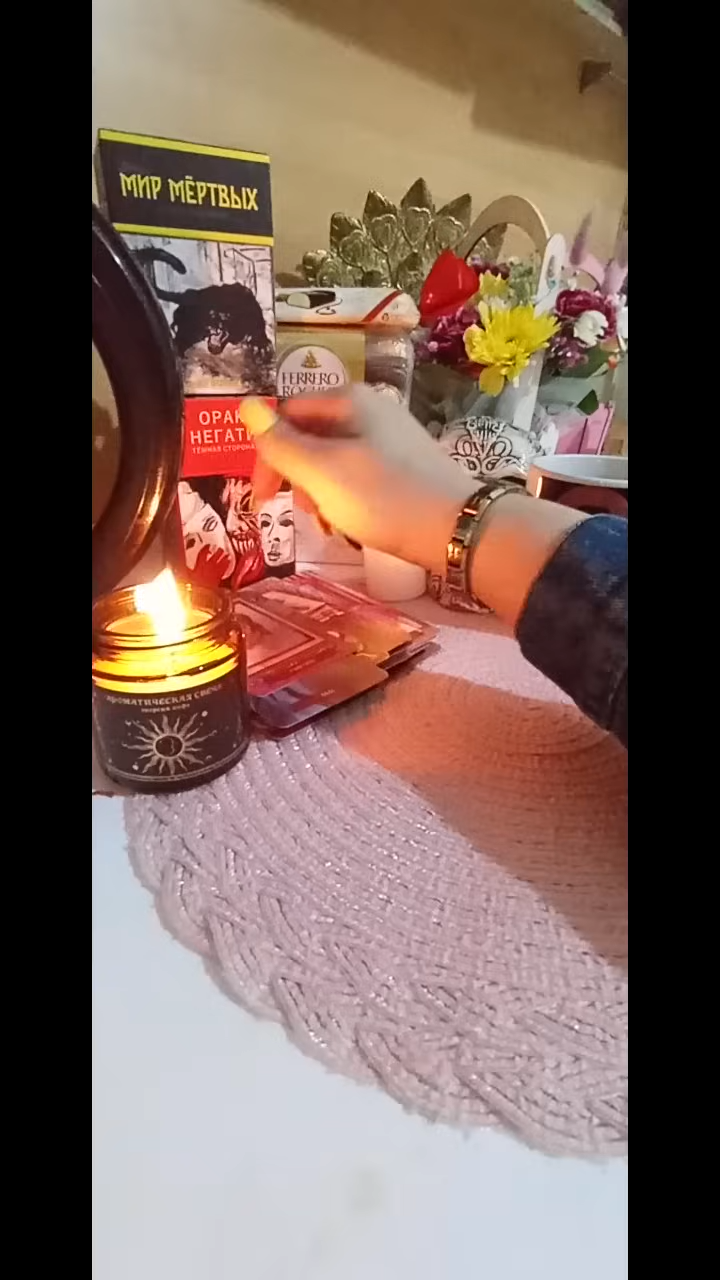 МИР МЁРТВЫХ
FERRERO
ROCHER
ОРАК
НЕГАТИ
ТЁМНАЯ СТОРОНА
ароматическая свеча